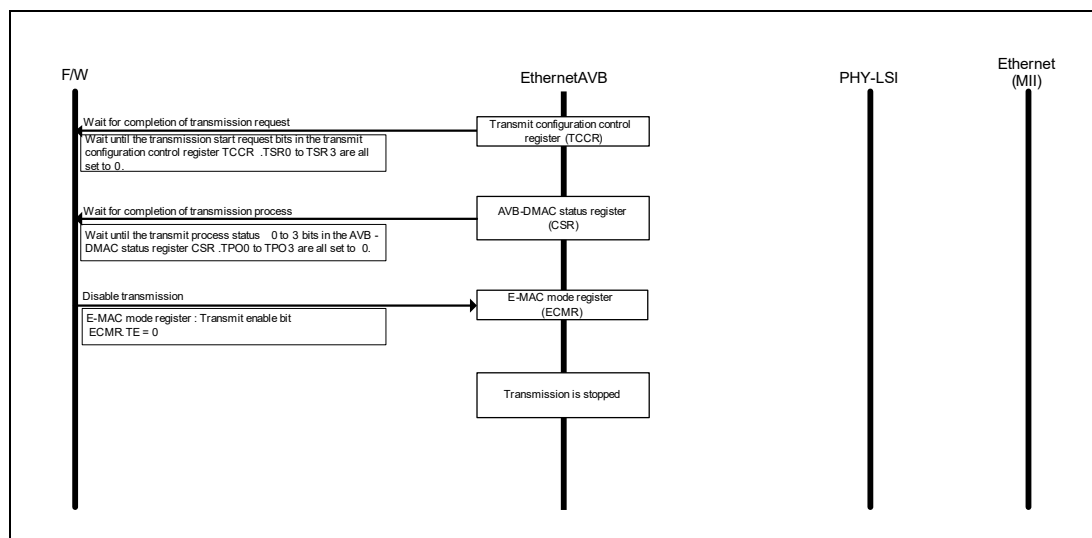 F/W
EthernetAVB
PHY-LSI
Ethernet
(MII)
Wait for completion of transmission request
Transmit configuration control
register (TCCR)
Wait until the transmission start request bits in the transmit
configuration control register TCCR .TSR0 to TSR3 are all
set to 0.
Wait for completion of transmission process
AVB-DMAC status register
(CSR)
Wait until the transmit process status 0 to 3 bits in the AVB -
DMAC status register CSR .TPO0 to TPO3 are all set to 0.
Disable transmission
E-MAC mode register
(ECMR)
E-MAC mode register : Transmit enable bit
ECMR.TE = 0
Transmission is stopped